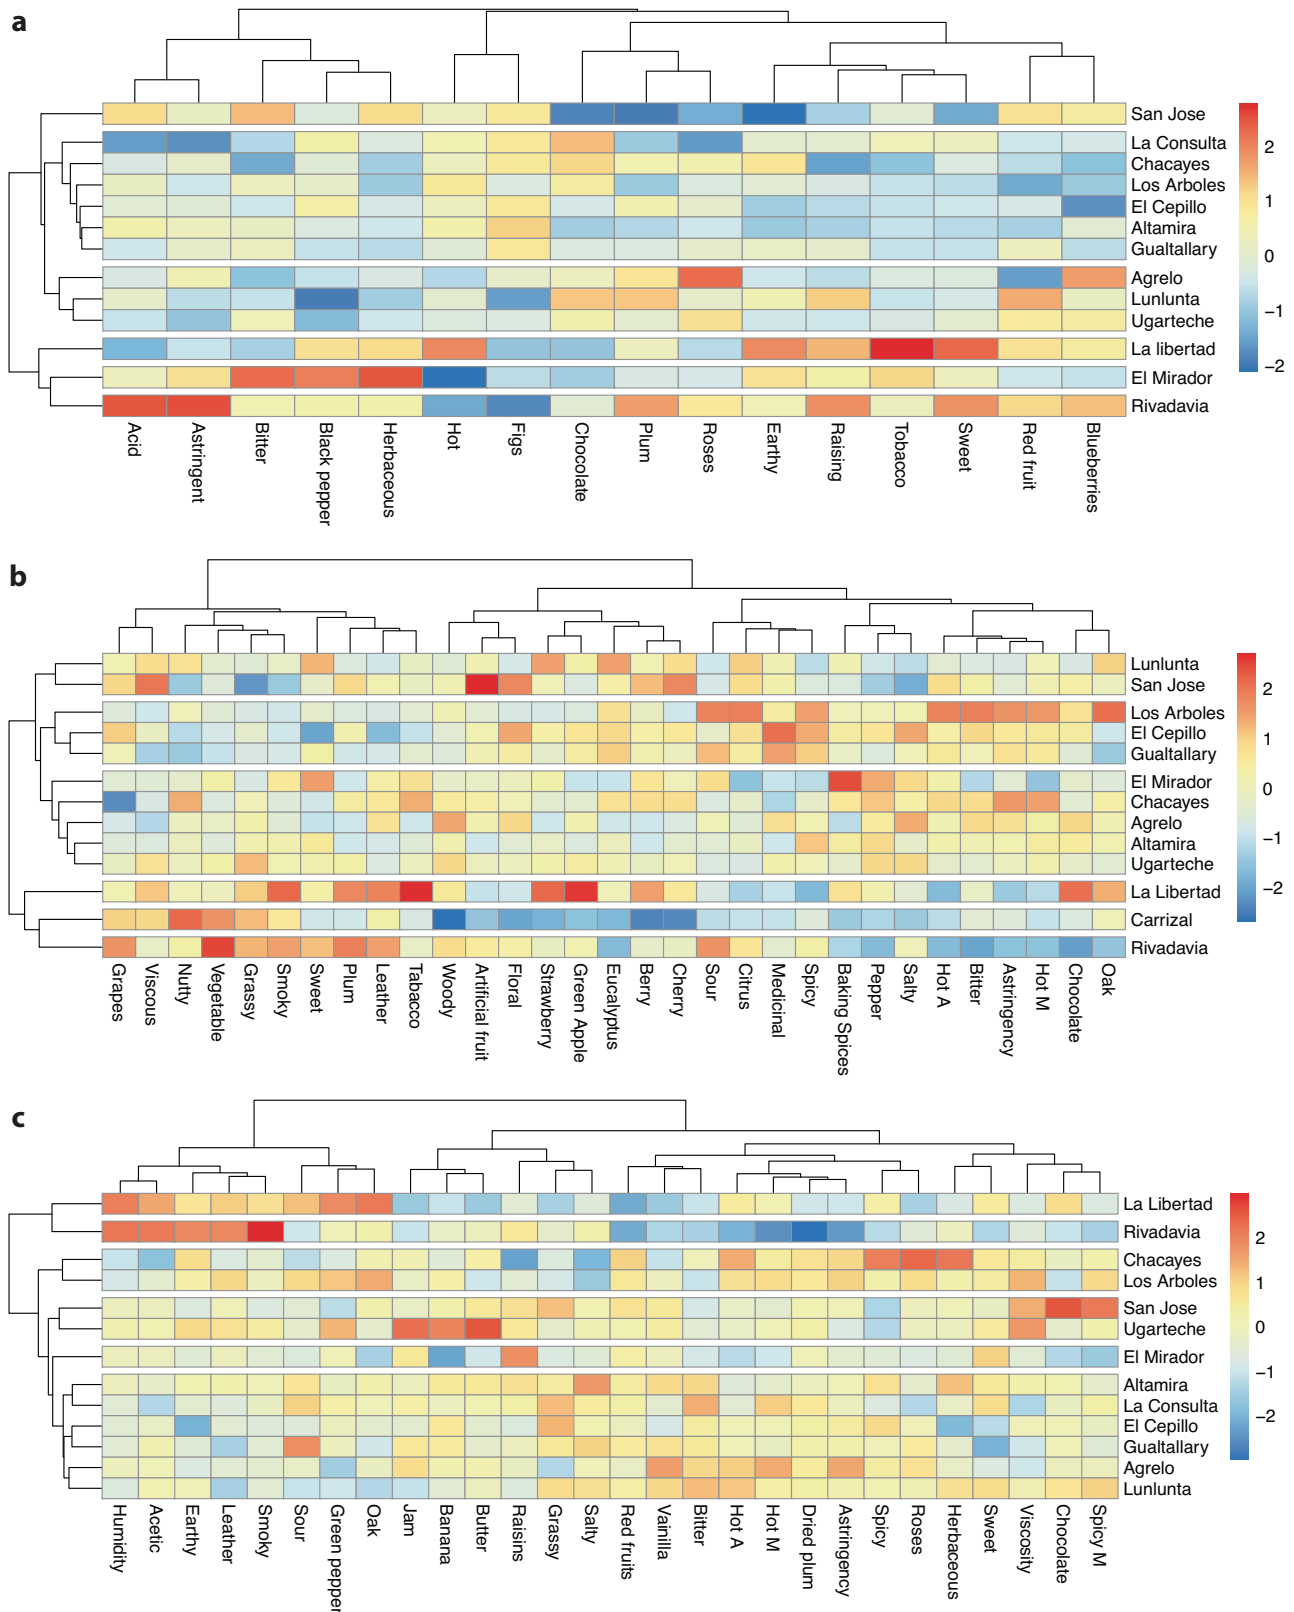 a
San Jose
La Consulta
Chacayes
Los Arboles
El Cepillo
Altamira
Gualtallary
Agrelo
Lunlunta
Ugarteche
La libertad
El Mirador
Rivadavia
2
1
0
−1
−2
Acid
Astringent
Bitter
Black pepper
Herbaceous
Hot
Figs
Chocolate
Plum
Roses
Earthy
Raising
Tobacco
Sweet
Red fruit
Blueberries
b
Lunlunta
San Jose
Los Arboles
El Cepillo
Gualtallary
El Mirador
Chacayes
Agrelo
Altamira
Ugarteche
La Libertad
Carrizal
Rivadavia
2
1
0
−1
−2
Grapes
Viscous
Nutty
Vegetable
Grassy
Smoky
Sweet
Plum
Leather
Tabacco
Woody
Artificial fruit
Floral
Strawberry
Green Apple
Eucalyptus
Berry
Cherry
Sour
Citrus
Medicinal
Spicy
Baking Spices
Pepper
Salty
Hot A
Bitter
Astringency
Hot M
Chocolate
Oak
c
La Libertad
Rivadavia
Chacayes
Los Arboles
San Jose
Ugarteche
El Mirador
Altamira
La Consulta
El Cepillo
Gualtallary
Agrelo
Lunlunta
2
1
0
−1
−2
Humidity
Acetic
Earthy
Leather
Smoky
Sour
Green pepper
Oak
Jam
Banana
Butter
Raisins
Grassy
Salty
Red fruits
Vainilla
Bitter
Hot A
Hot M
Dried plum
Astringency
Spicy
Roses
Herbaceous
Sweet
Viscosity
Chocolate
Spicy M